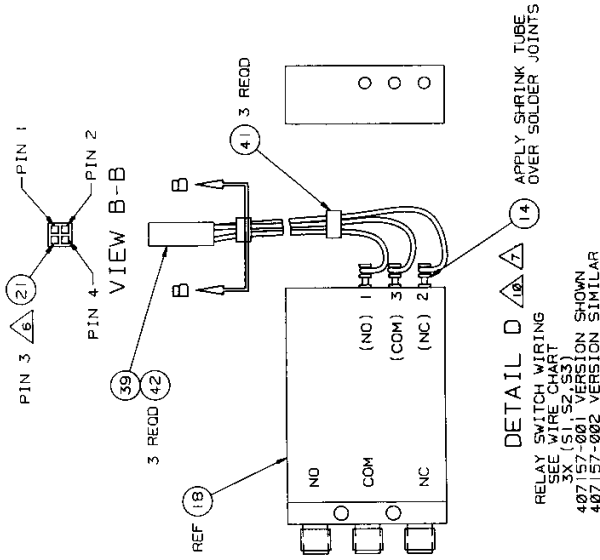 PIN 3 6 21 PIN 1
PIN 4 PIN 2
VIEW B-B
39 42
3 REQD
B B
41 3 REQD
REF 18
NO
COM
NC
(NO) 1
(COM) 3
(NC) 2
14 APPLY SHRINK TUBE
OVER SOLDER JOINTS
DETAIL D 10 7
RELAY SWITCH WIRING
SEE WIRE CHART
3X (S1,S2,S3)
407157-001 VERSION SHOWN
407157-002 VERSION SIMILAR